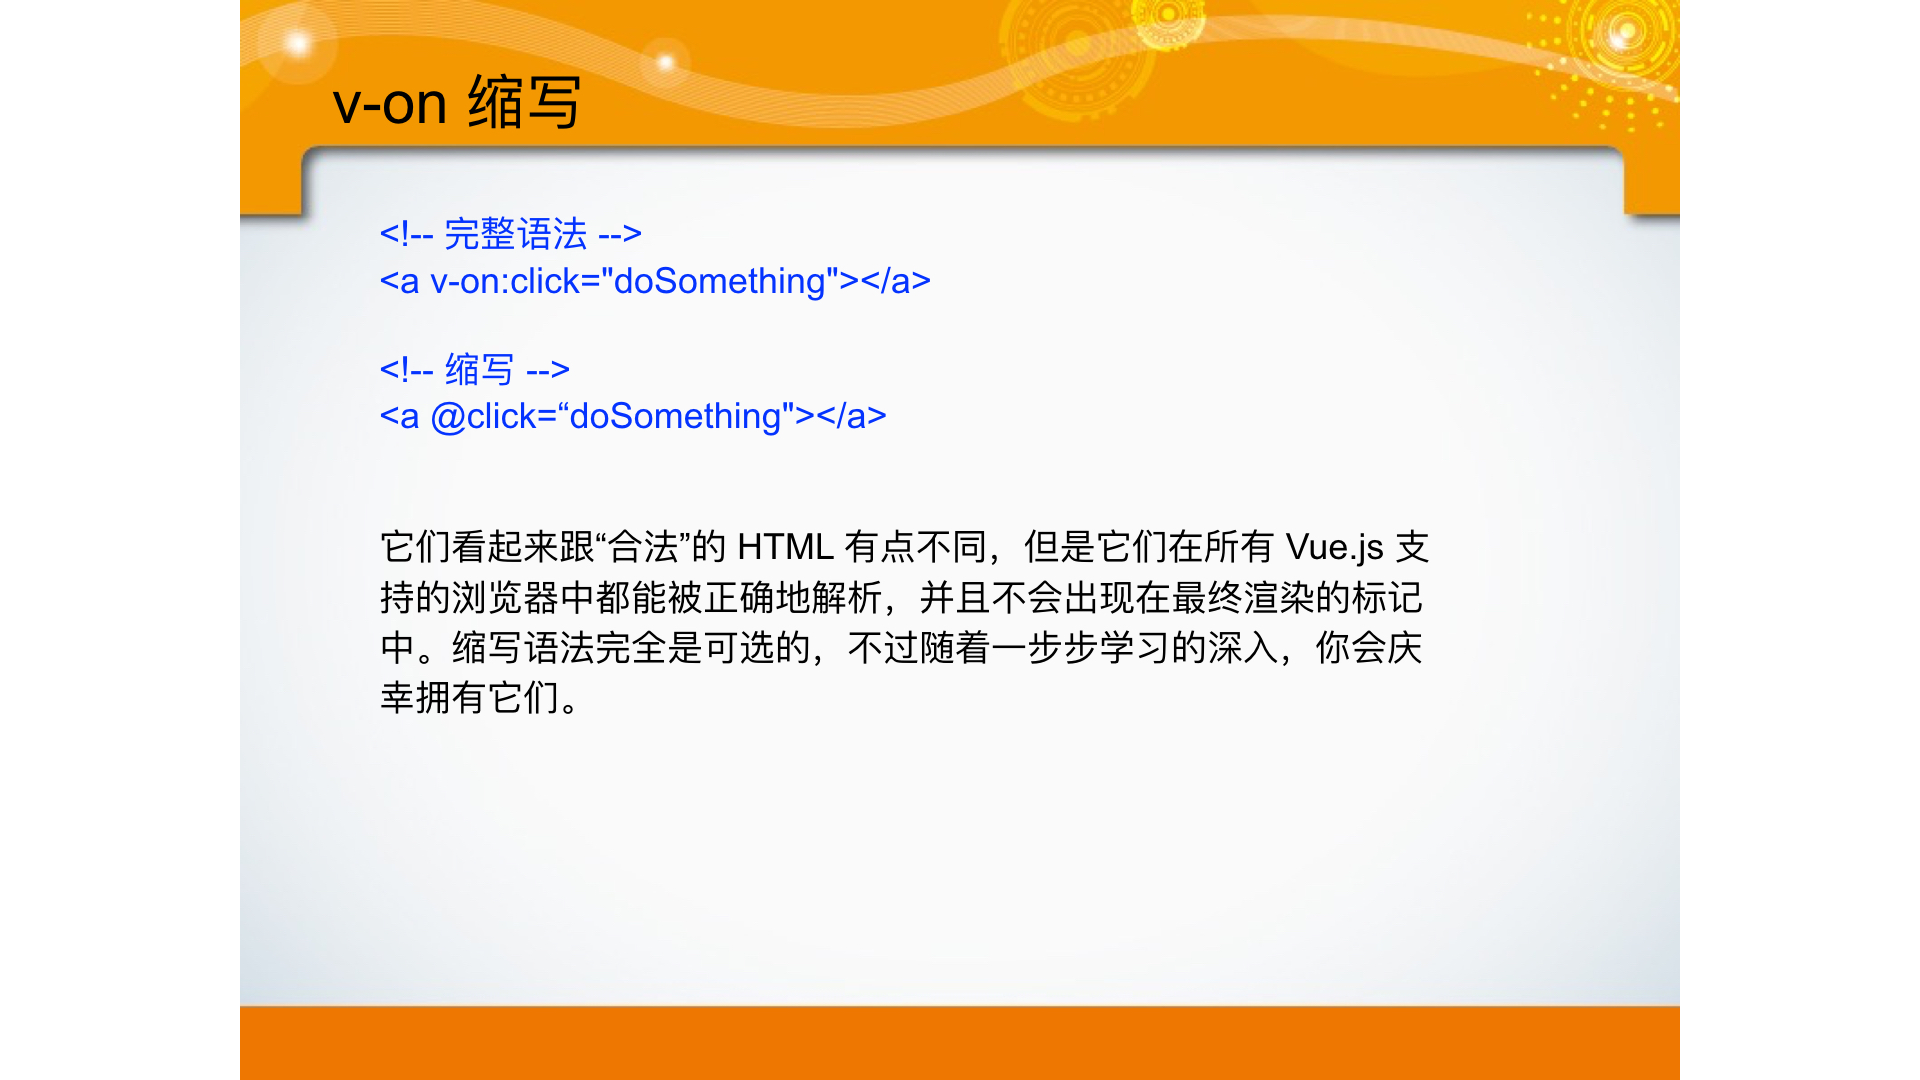 v-on 缩写
<!-- 完整语法 -->
<a v-on:click="doSomething"></a>
<!-- 缩写 -->
<a @click=“doSomething"></a>
它们看起来跟“合法”的 HTML 有点不同，但是它们在所有 Vue.js 支
持的浏览器中都能被正确地解析，并且不会出现在最终渲染的标记
中。缩写语法完全是可选的，不过随着一步步学习的深入，你会庆
幸拥有它们。